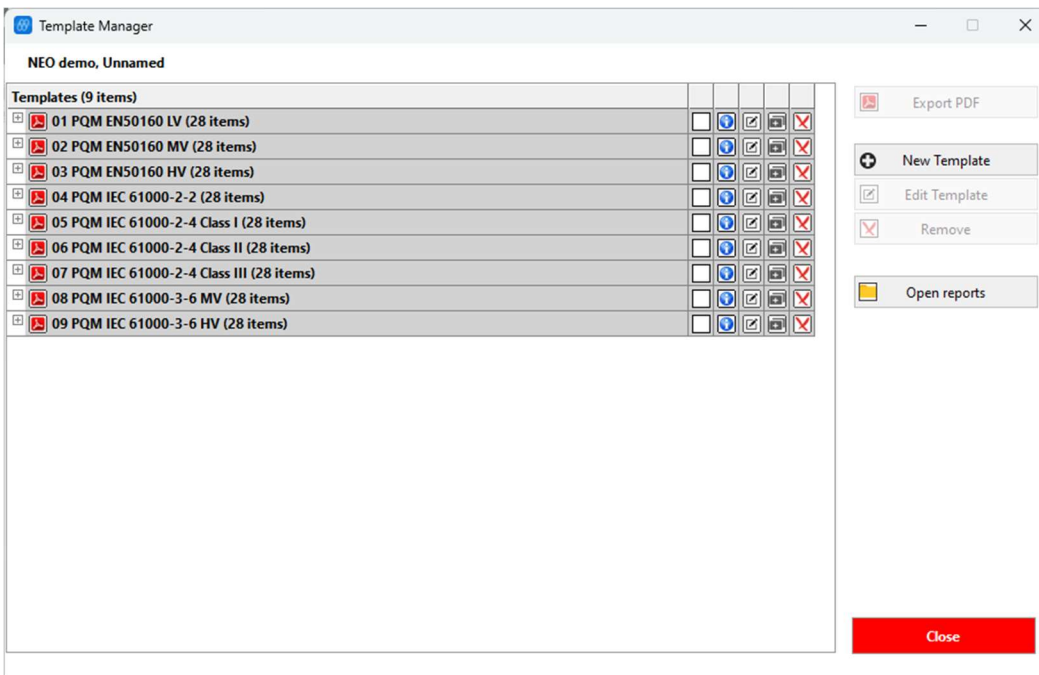 Template Manager
NEO demo, Unnamed
Templates (9 items)
01 PQM EN50160 LV (28 items)
02 PQM EN50160 MV (28 items)
03 PQM EN50160 HV (28 items)
04 PQM IEC 61000-2-2 (28 items)
05 PQM IEC 61000-2-4 Class I (28 items)
06 PQM IEC 61000-2-4 Class II (28 items)
07 PQM IEC 61000-2-4 Class III (28 items)
08 PQM IEC 61000-3-6 MV (28 items)
09 PQM IEC 61000-3-6 HV (28 items)
Export PDF
New Template
Edit Template
Remove
Open reports
Close